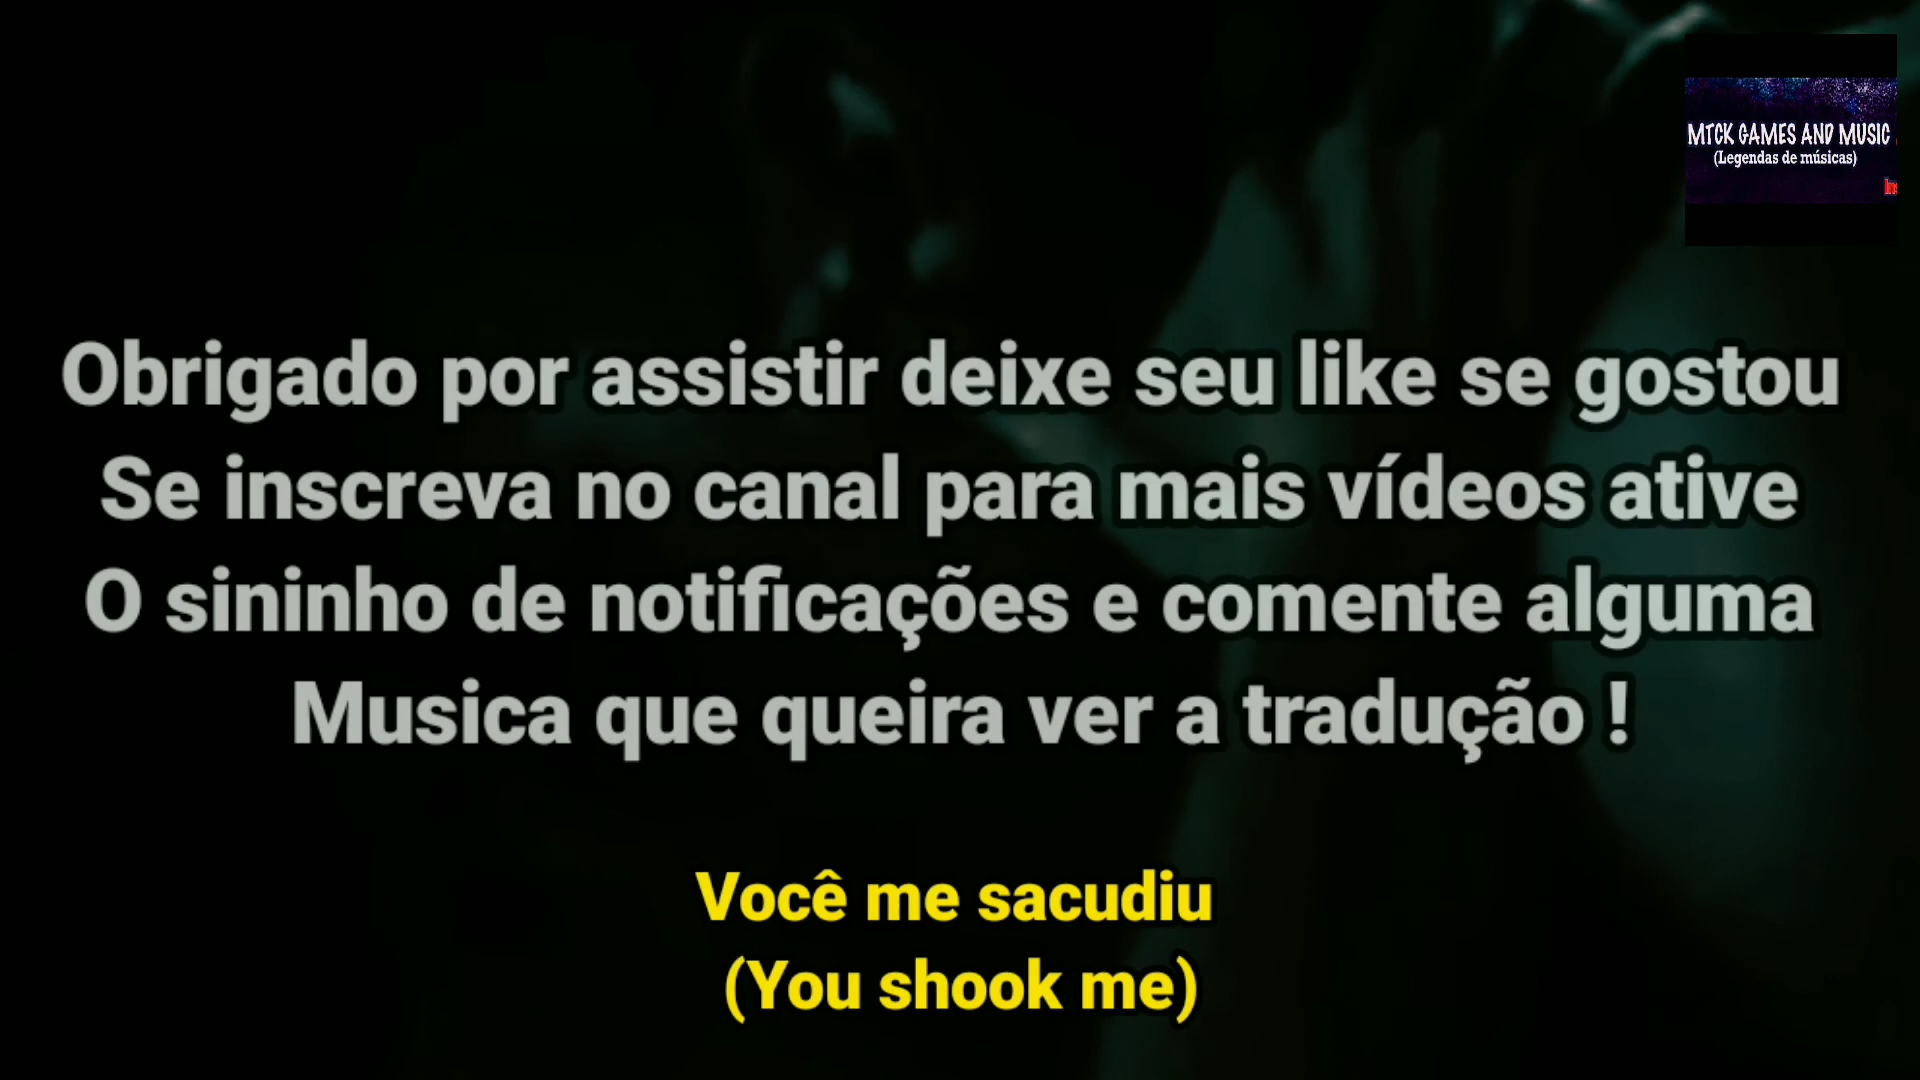 MTCK GAMES AND MUSIC
(Legendas de músicas)
Obrigado por assistir deixe seu like se gostou
Se inscreva no canal para mais vídeos ative
O sininho de notificações e comente alguma
Musica que queira ver a tradução !
Você me sacudiu
(You shook me)